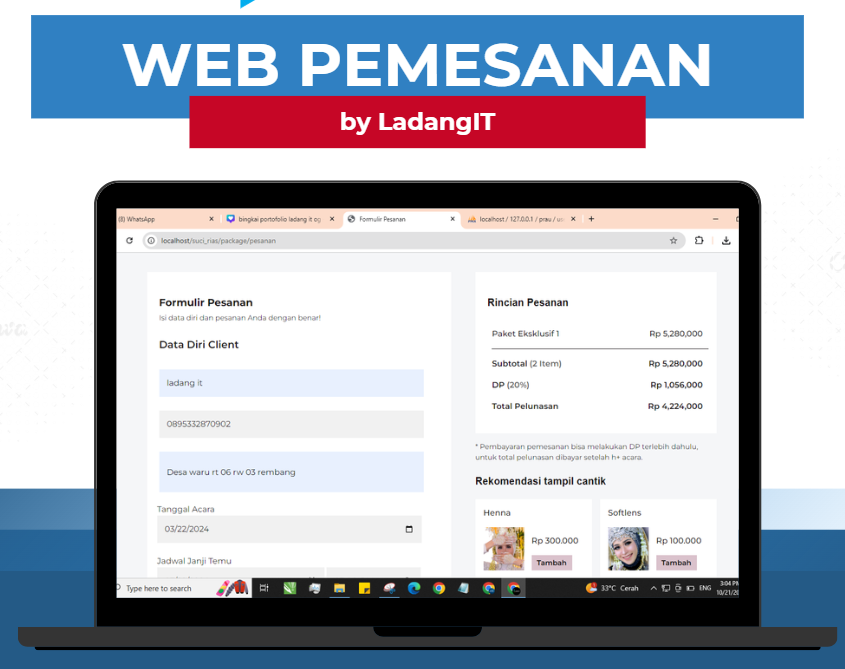 WEB PEMESANAN
by LadangIT
(8) WhatsApp
bingkai portofolio ladang it og
Formulir Pesanan
localhost / 127.0.0.1 / prau / un
localhost/suci_rias/package/pesanan
Formulir Pesanan
Isi data diri dan pesanan Anda dengan benar!
Data Diri Client
ladang it
0895332870902
Desa waru rt 06 rw 03 rembang
Tanggal Acara
03/22/2024
Jadwal Janji Temu
Rincian Pesanan
Paket Eksklusif 1 Rp 5,280,000
Subtotal (2 Item) Rp 5,280,000
DP (20%) Rp 1,056,000
Total Pelunasan Rp 4,224,000
* Pembayaran pemesanan bisa melakukan DP terlebih dahulu,
untuk total pelunasan dibayar setelah h+ acara.
Rekomendasi tampil cantik
Henna
Rp 300.000
Tambah
Softlens
Rp 100.000
Tambah
Type here to search
33°C Cerah
ENG
3:04 PM
10/21/20